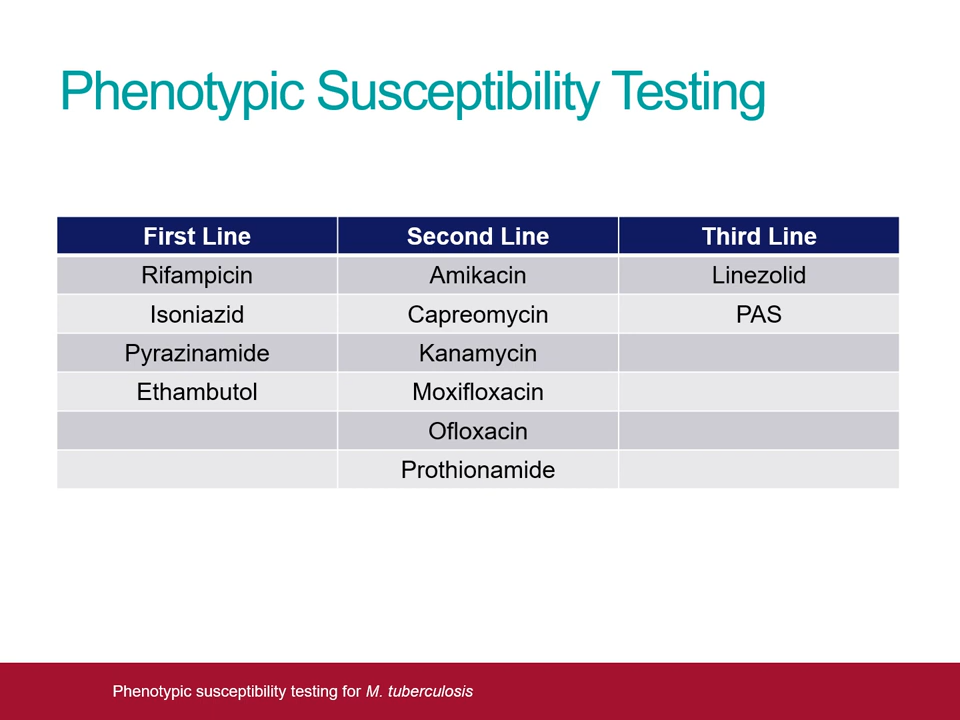 Phenotypic Susceptibility Testing
First Line Second Line Third Line
Rifampicin Amikacin Linezolid
Isoniazid Capreomycin PAS
Pyrazinamide Kanamycin
Ethambutol Moxifloxacin
Ofloxacin
Prothionamide
Phenotypic susceptibility testing for M. tuberculosis